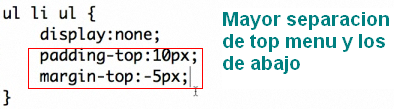 ul li ul {
display:none;
padding-top:10px;
margin-top:-5px;
}
Mayor separacion
de top menu y los
de abajo